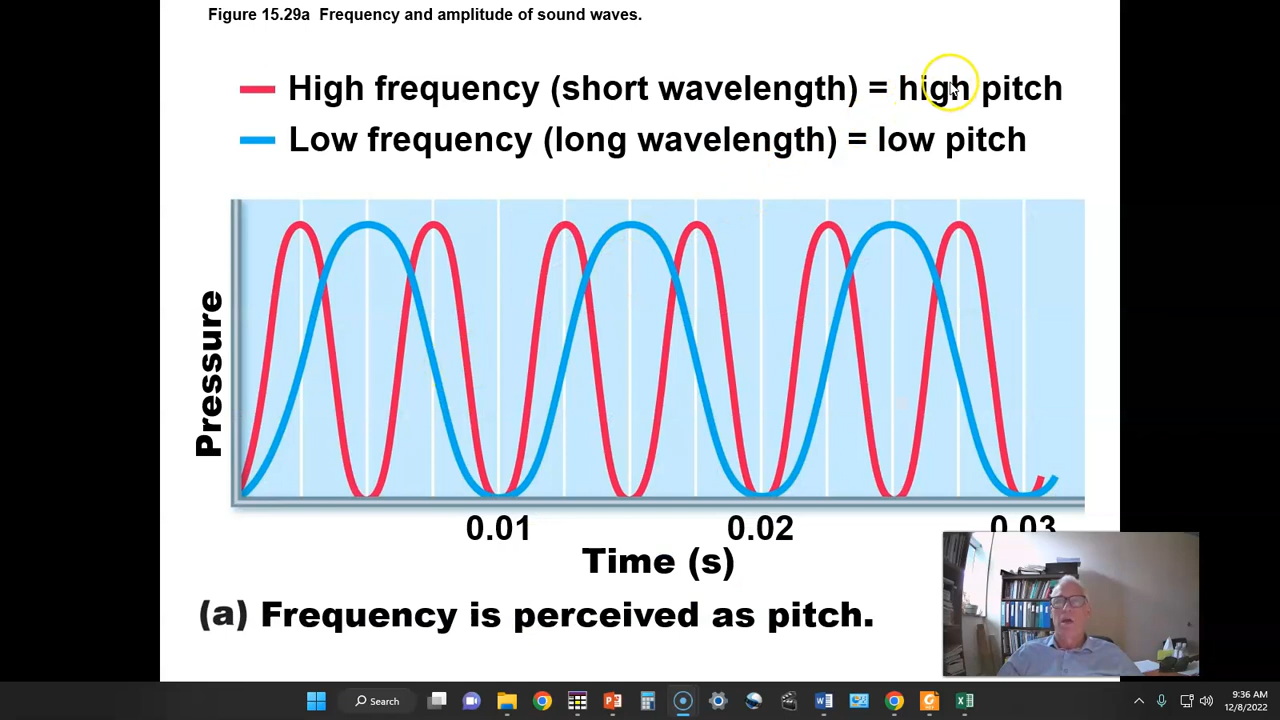 Figure 15.29a  Frequency and amplitude of sound waves.
High frequency (short wavelength) = high pitch
Low frequency (long wavelength) = low pitch
Pressure
0.01
0.02
0.03
Time (s)
(a) Frequency is perceived as pitch.
Search
9:36 AM
12/8/2022